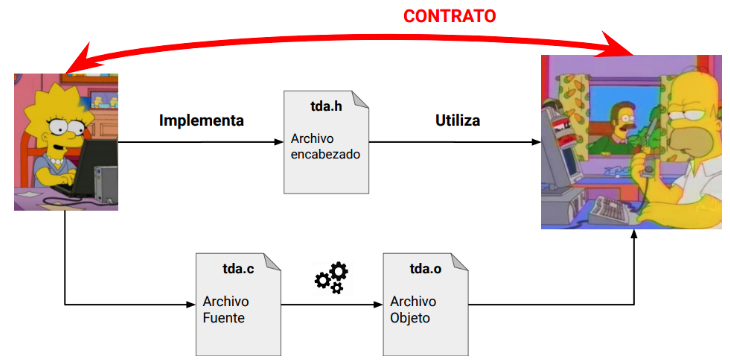 CONTRATO
tda.h
Implementa
Utiliza
Archivo
encabezado
tda.c
tda.o
Archivo
Fuente
Archivo
Objeto